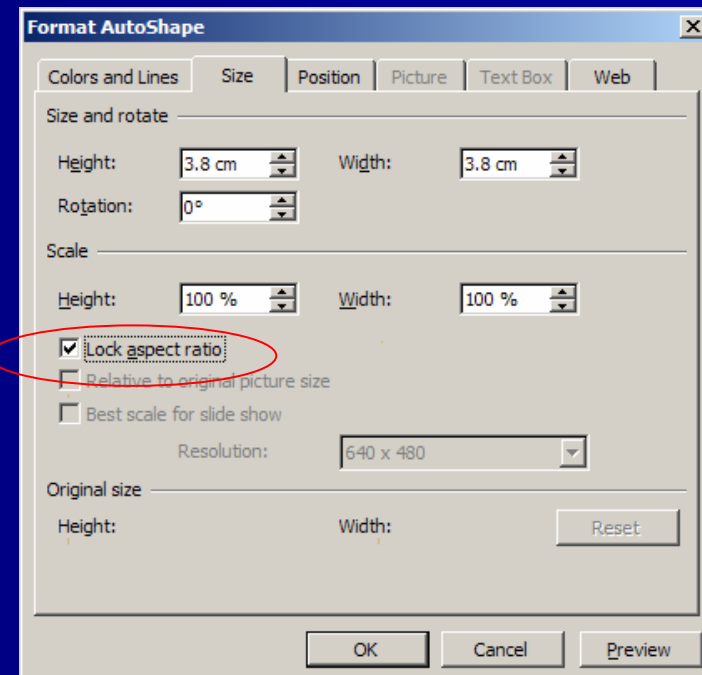 Format AutoShape
Colors and Lines Size Position Picture Text Box Web
Size and rotate
Height: 3.8 cm Width: 3.8 cm
Rotation: 0°
Scale
Height: 100 % Width: 100 %
Lock aspect ratio
Relative to original picture size
Best scale for slide show
Resolution: 640 x 480
Original size
Height: Width: Reset
OK Cancel Preview